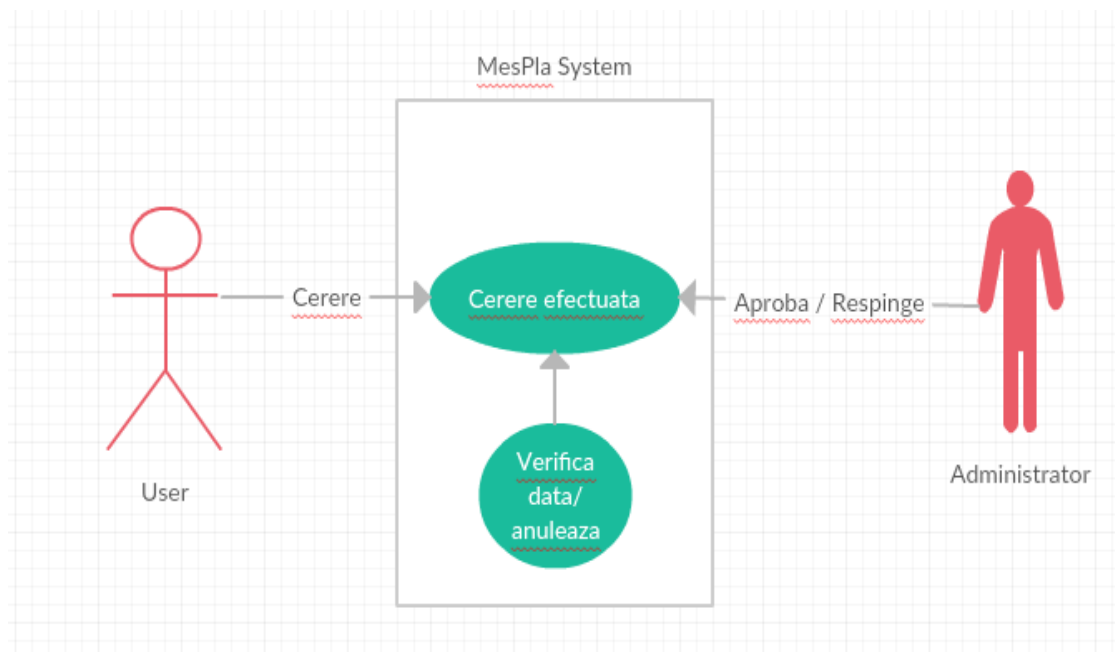 MesPla System
Cerere
Cerere efectuata
Aproba / Respinge
Verifica
data/
anuleaza
User
Administrator